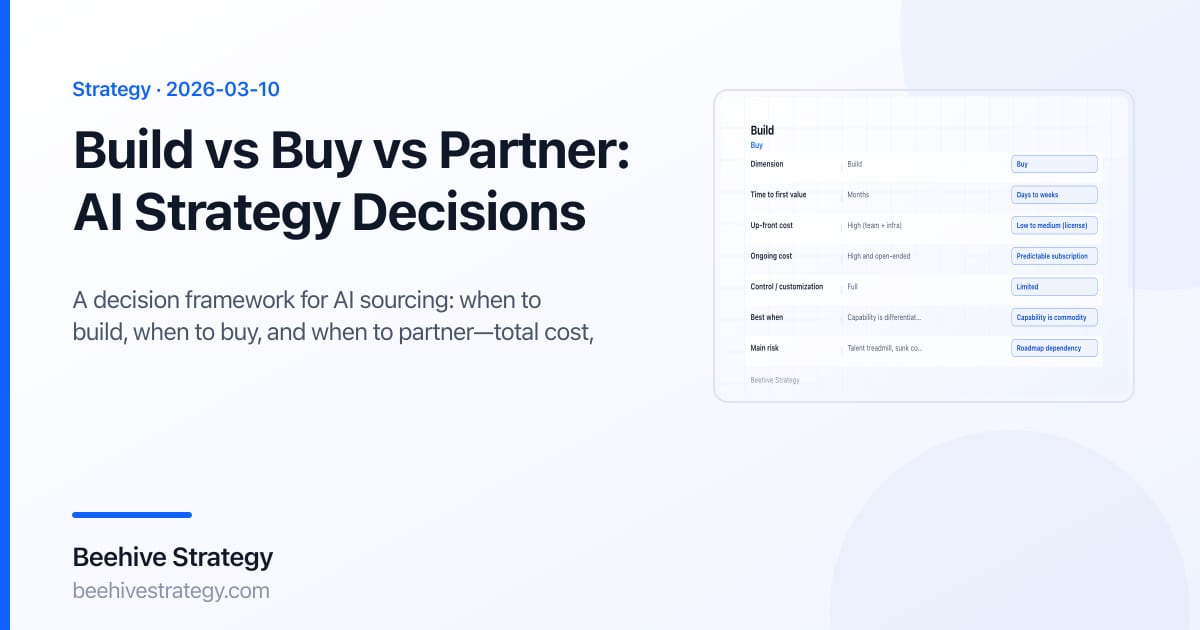 Strategy · 2026-03-10
Build vs Buy vs Partner:
AI Strategy Decisions
A decision framework for AI sourcing: when to
build, when to buy, and when to partner—total cost,
Beehive Strategy
beehivestrategy.com
Build
Buy
Dimension Build Buy
Time to first value Months Days to weeks
Up-front cost High (team + infra) Low to medium (license)
Ongoing cost High and open-ended Predictable subscription
Control / customization Full Limited
Best when Capability is differentiat... Capability is commodity
Main risk Talent treadmill, sunk co... Roadmap dependency
Beehive Strategy